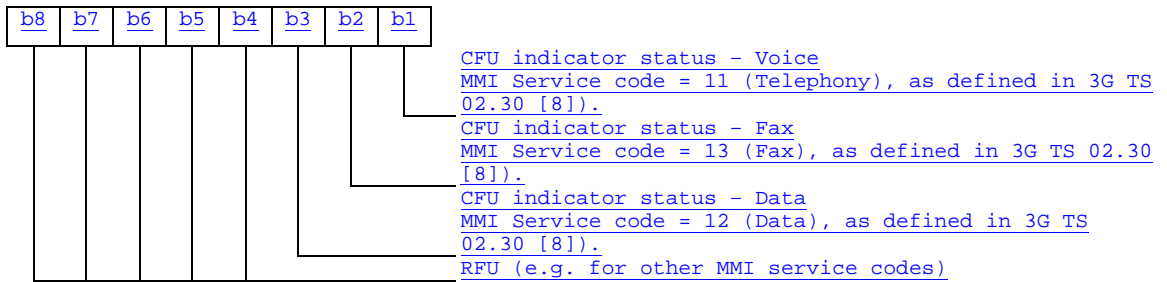 b8 b7 b6 b5 b4 b3 b2 b1
CFU indicator status – Voice
MMI Service code = 11 (Telephony), as defined in 3G TS
02.30 [8]).
CFU indicator status – Fax
MMI Service code = 13 (Fax), as defined in 3G TS 02.30
[8]).
CFU indicator status – Data
MMI Service code = 12 (Data), as defined in 3G TS
02.30 [8]).
RFU (e.g. for other MMI service codes)